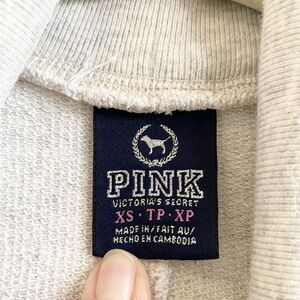 PINK
VICTORIA'S SECRET
XS · TP · XP
MADE IN/FAIT AU/
HECHO EN CAMBODIA